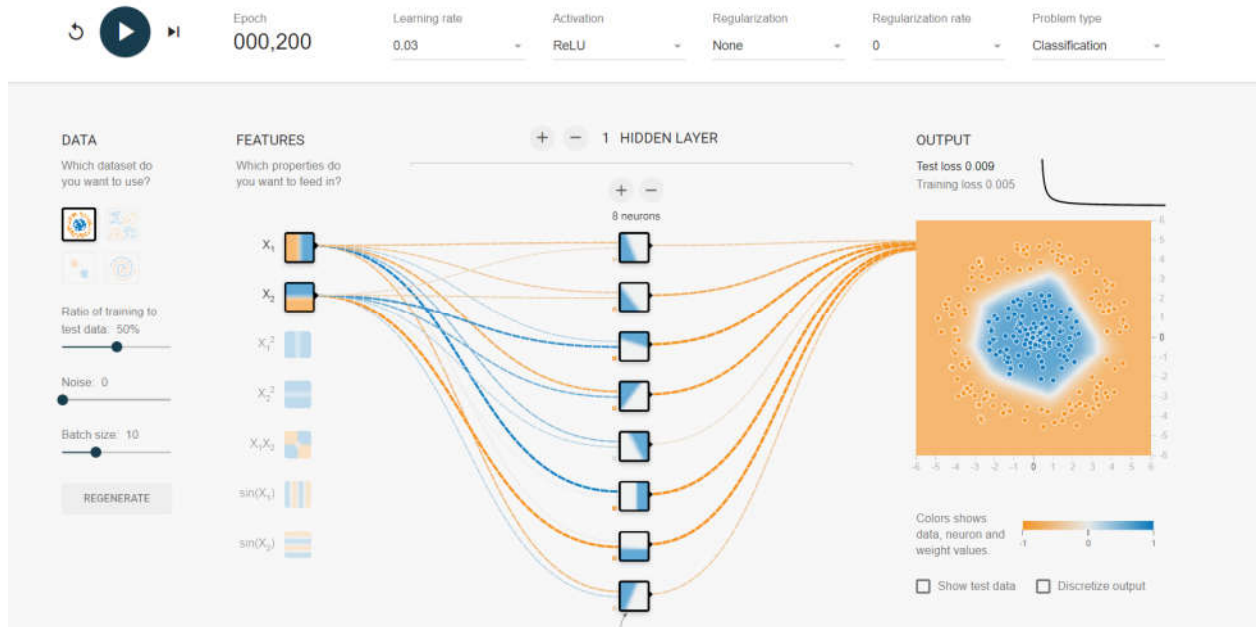 Epoch
000,200
Learning rate
0.03
Activation
ReLU
Regularization
None
Regularization rate
0
Problem type
Classification
DATA
Which dataset do
you want to use?
Ratio of training to
test data: 50%
Noise: 0
Batch size: 10
REGENERATE
FEATURES
Which properties do
you want to feed in?
X₁
X₂
X₁²
X₂²
X₁X₂
sin(X₁)
sin(X₂)
+ − 1 HIDDEN LAYER
+ −
8 neurons
OUTPUT
Test loss 0.009
Training loss 0.005
6
5
4
3
2
1
0
-1
-2
-3
-4
-5
-6
-6 -5 -4 -3 -2 -1 0 1 2 3 4 5 6
Colors shows
data, neuron and
weight values.
-1 0 1
Show test data
Discretize output